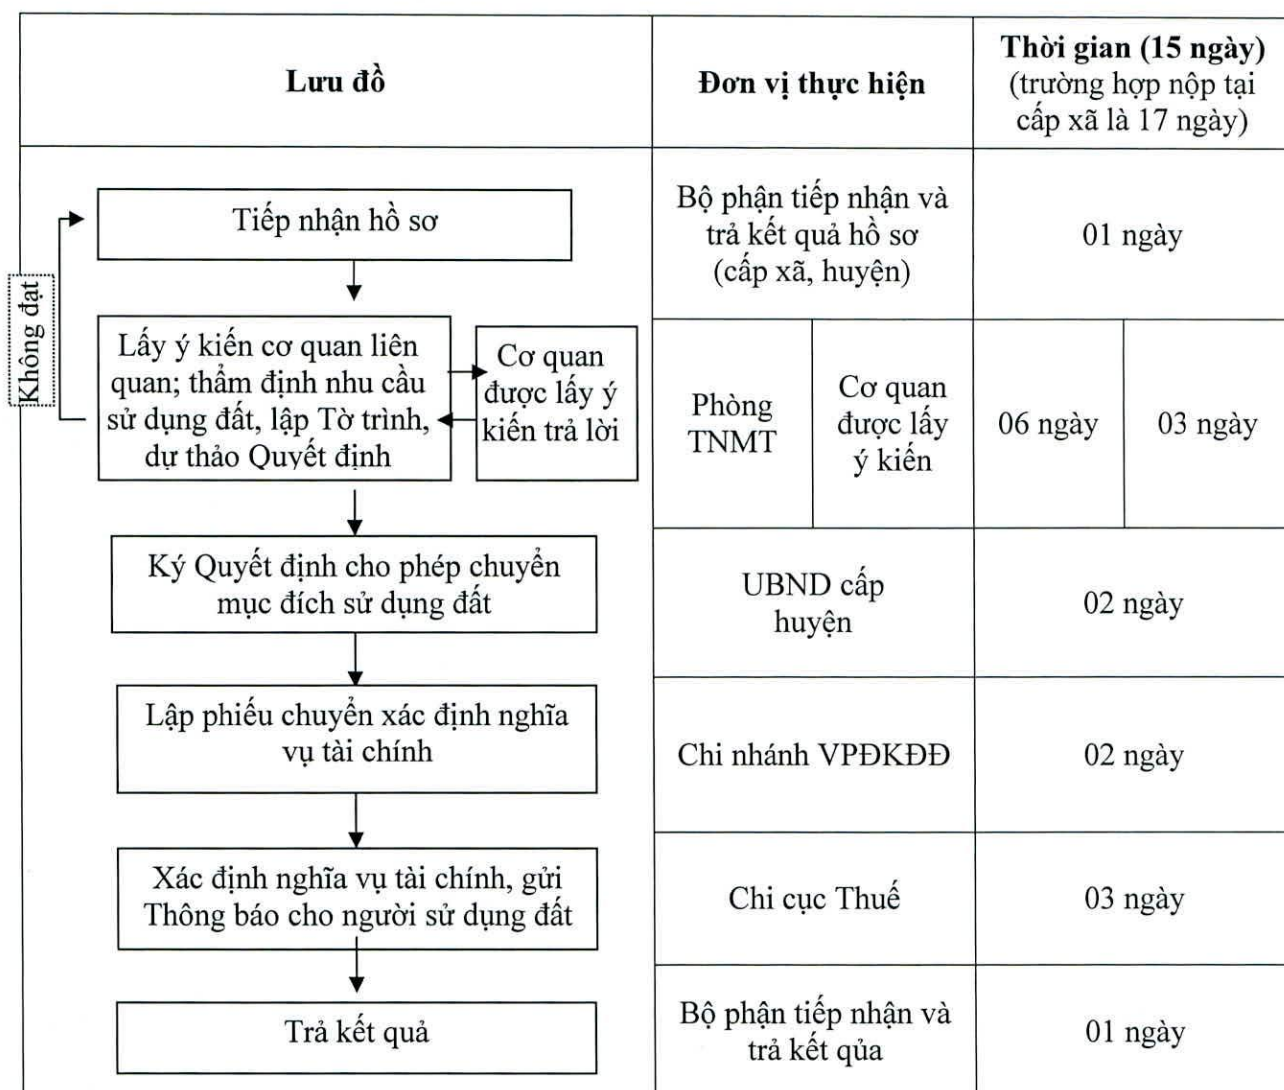 Lưu đồ
Đơn vị thực hiện
Thời gian (15 ngày)
(trường hợp nộp tại
cấp xã là 17 ngày)
Tiếp nhận hồ sơ
Bộ phận tiếp nhận và
trả kết quả hồ sơ
(cấp xã, huyện)
01 ngày
Không đạt
Lấy ý kiến cơ quan liên
quan; thẩm định nhu cầu
sử dụng đất, lập Tờ trình,
dự thảo Quyết định
Cơ quan
được lấy ý
kiến trả lời
Phòng
TNMT
Cơ quan
được lấy
ý kiến
06 ngày
03 ngày
Ký Quyết định cho phép chuyển
mục đích sử dụng đất
UBND cấp
huyện
02 ngày
Lập phiếu chuyển xác định nghĩa
vụ tài chính
Chi nhánh VPĐKĐĐ
02 ngày
Xác định nghĩa vụ tài chính, gửi
Thông báo cho người sử dụng đất
Chi cục Thuế
03 ngày
Trả kết quả
Bộ phận tiếp nhận và
trả kết qủa
01 ngày